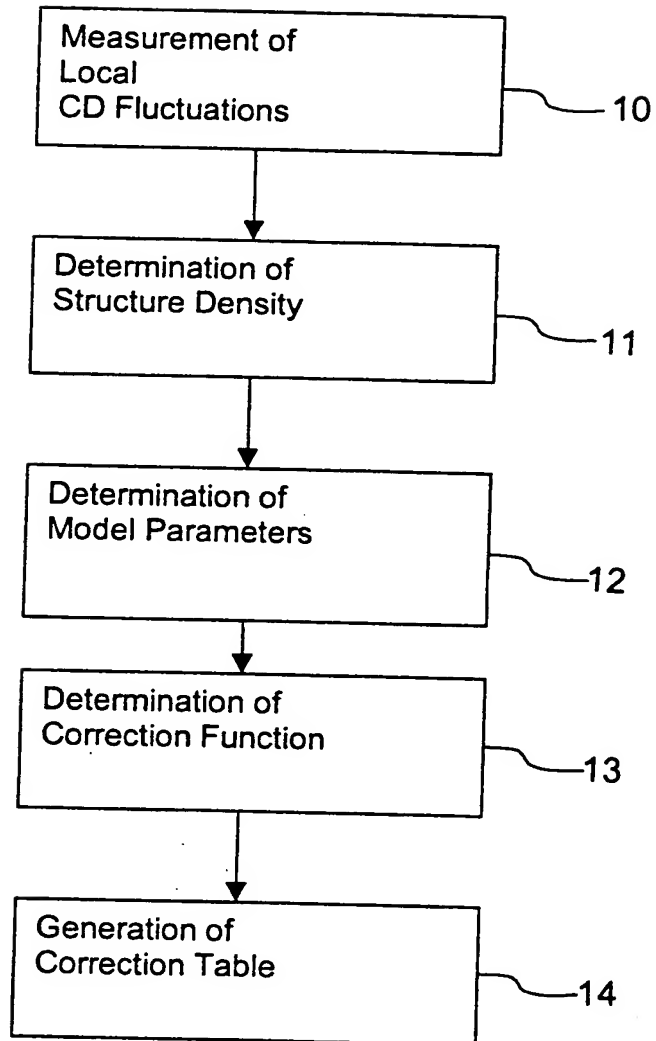 Measurement of
Local
CD Fluctuations
10
Determination of
Structure Density
11
Determination of
Model Parameters
12
Determination of
Correction Function
13
Generation of
Correction Table
14